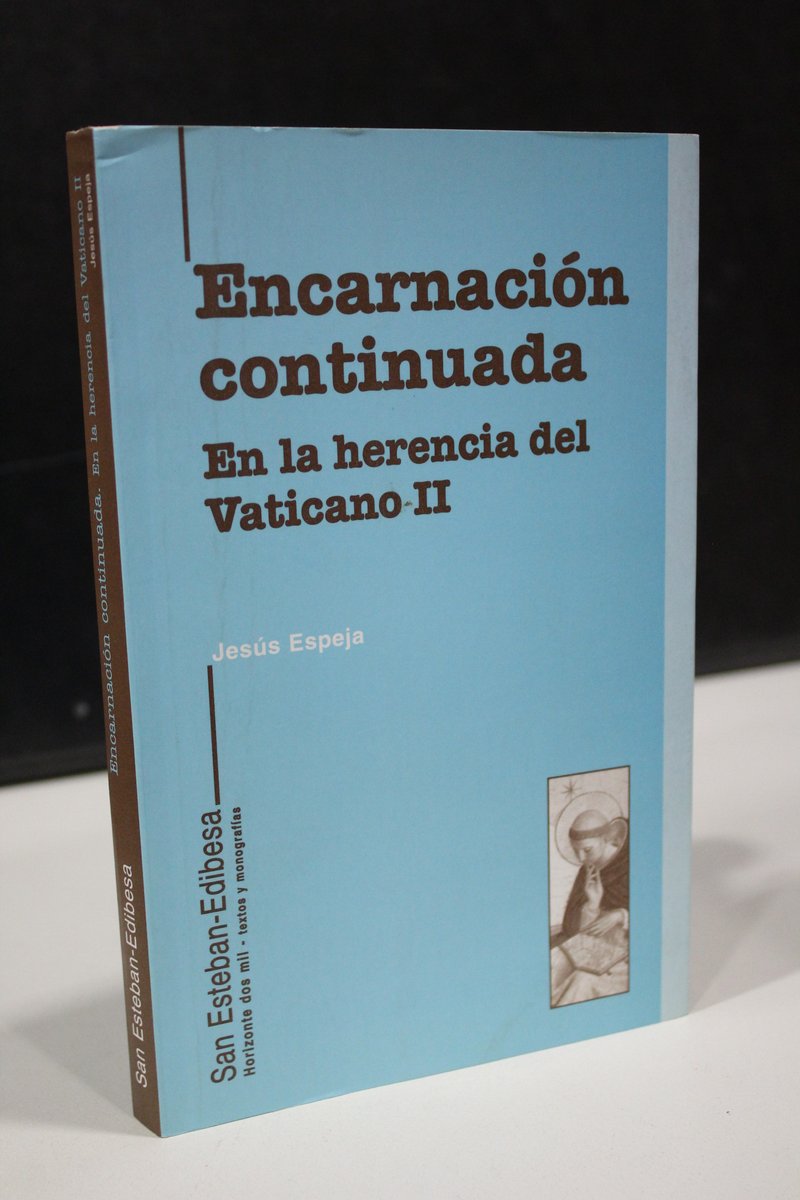 Encarnación
continuada
En la herencia del
Vaticano II
Jesús Espeja
San Esteban-Edibesa
Horizonte dos mil - textos y monografías
Encarnación continuada. En la herencia del Vaticano II
Jesús Espeja
San Esteban-Edibesa